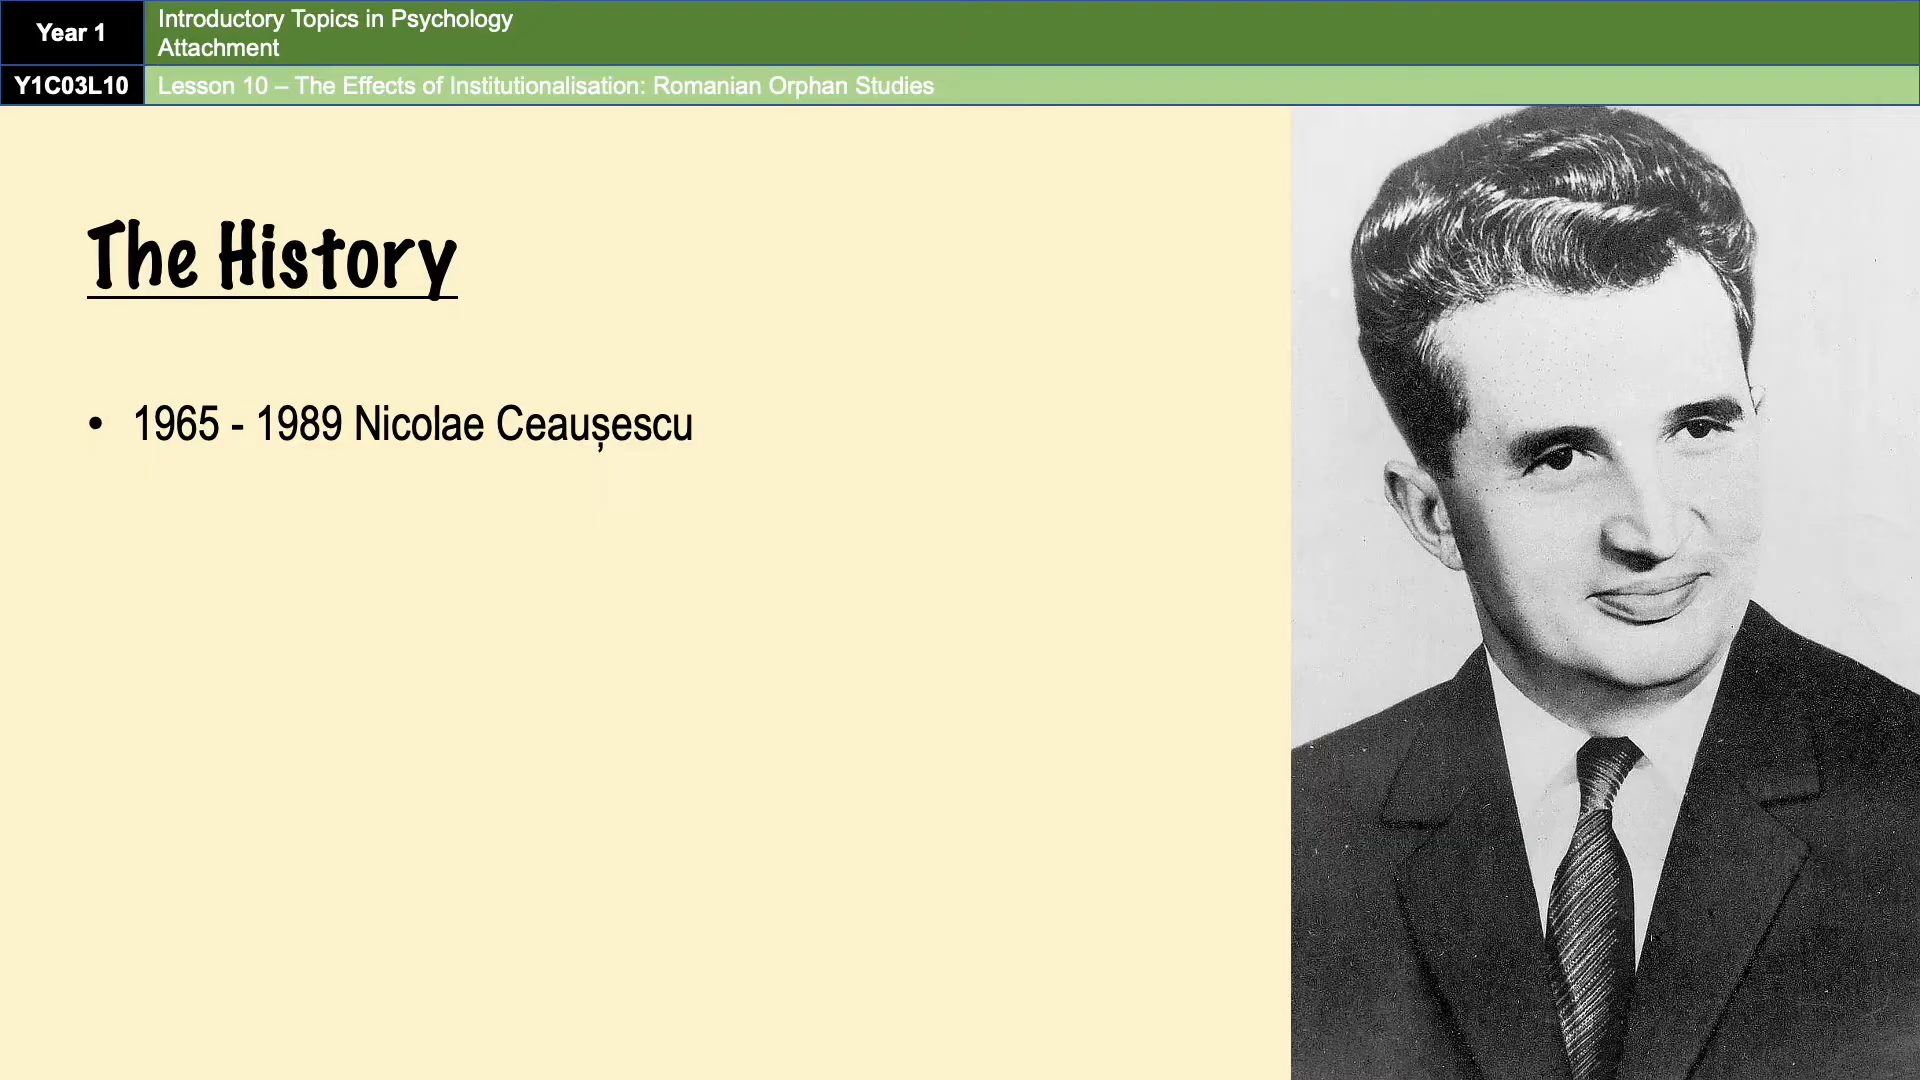 Year 1
Introductory Topics in Psychology
Attachment
Y1C03L10
Lesson 10 – The Effects of Institutionalisation: Romanian Orphan Studies
The History
• 1965 - 1989 Nicolae Ceaușescu